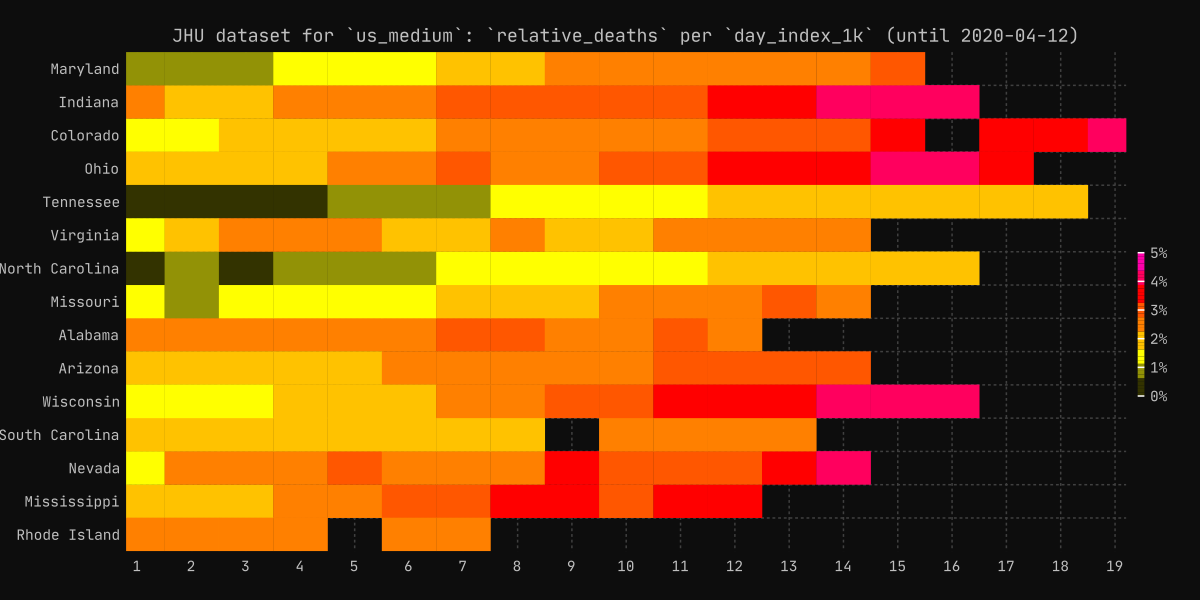 JHU dataset for `us_medium`: `relative_deaths` per `day_index_1k` (until 2020-04-12)
Maryland
Indiana
Colorado
Ohio
Tennessee
Virginia
North Carolina
Missouri
Alabama
Arizona
Wisconsin
South Carolina
Nevada
Mississippi
Rhode Island
5%
4%
3%
2%
1%
0%
1 2 3 4 5 6 7 8 9 10 11 12 13 14 15 16 17 18 19